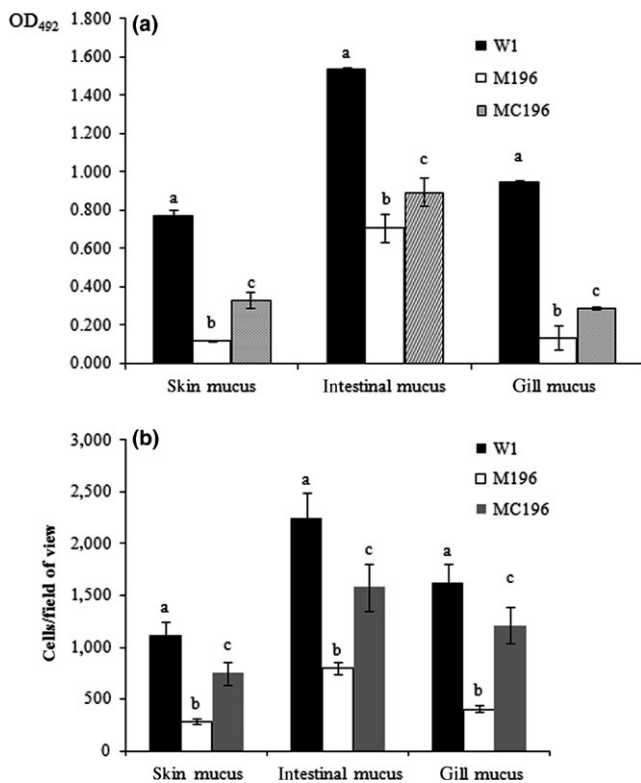 OD492
(a)
1.800
1.600
1.400
1.200
1.000
0.800
0.600
0.400
0.200
0.000
a
b
c
a
b
c
a
b
c
W1
M196
MC196
Skin mucus Intestinal mucus Gill mucus
(b)
Cells/field of view
3,000
2,500
2,000
1,500
1,000
500
0
a
b
c
a
b
c
a
b
c
W1
M196
MC196
Skin mucus Intestinal mucus Gill mucus